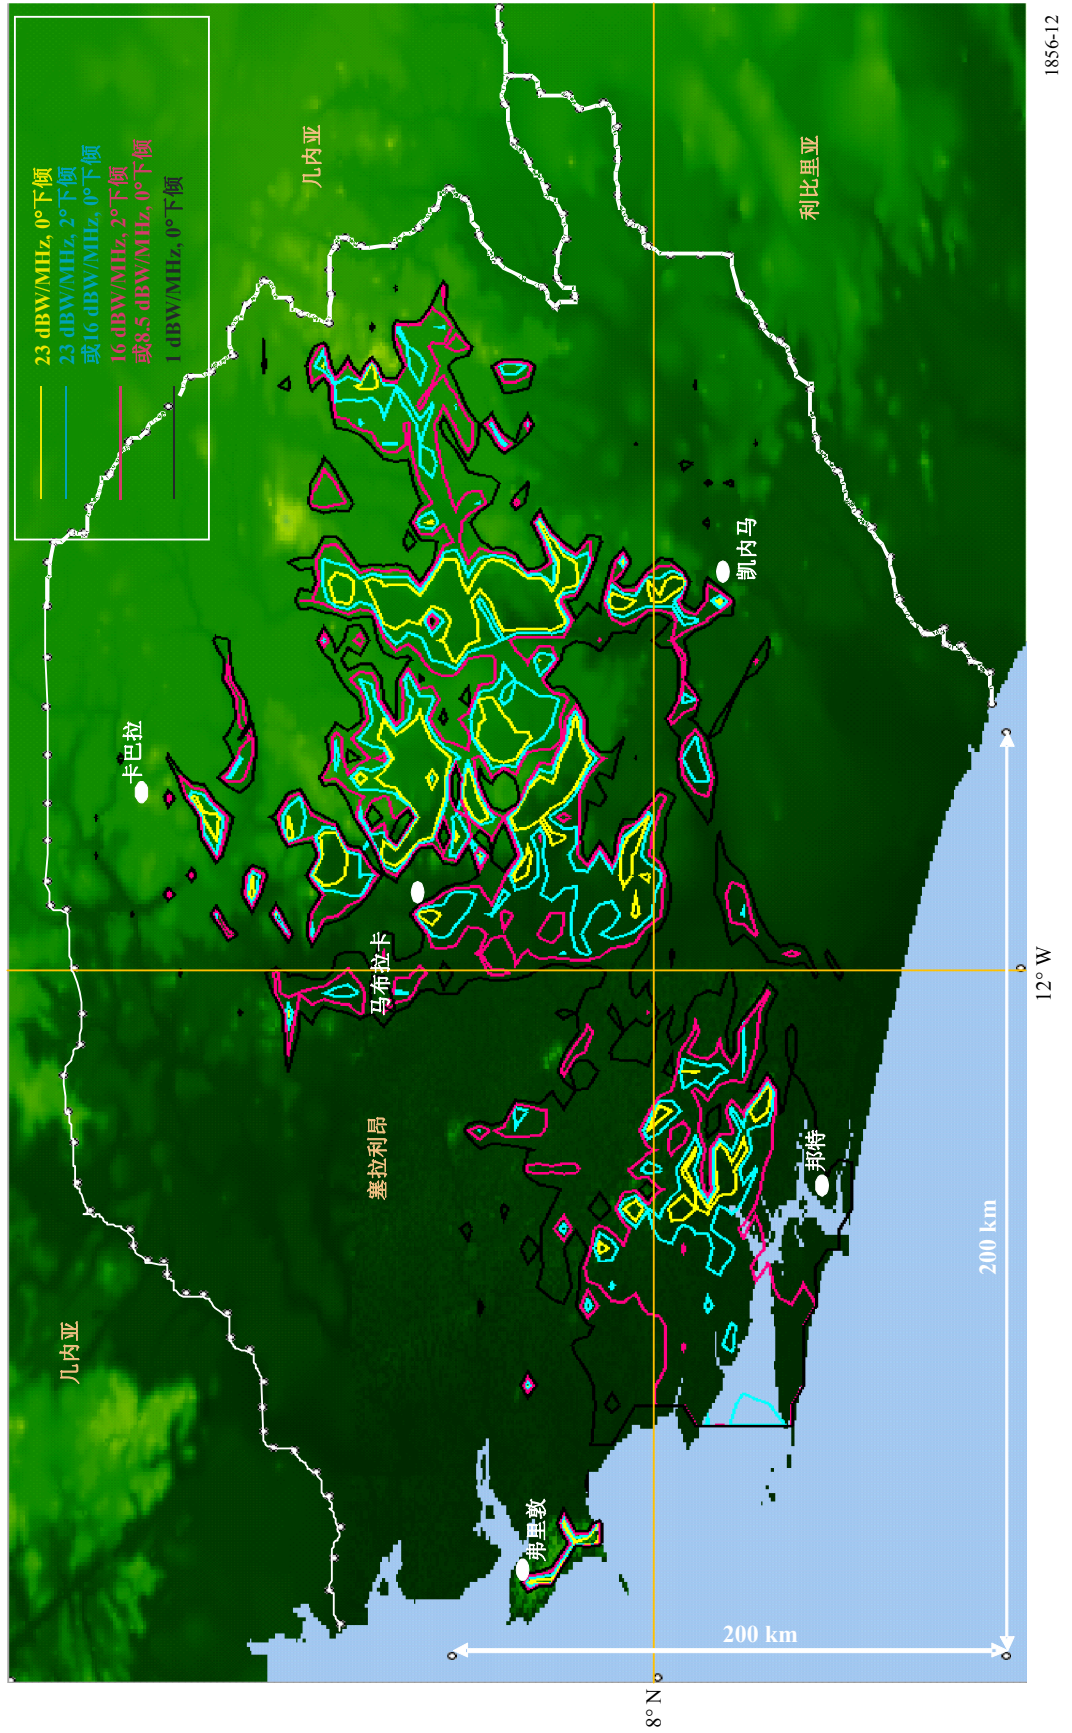 23 dBW/MHz, 0°下倾
23 dBW/MHz, 2°下倾
或16 dBW/MHz, 0°下倾
16 dBW/MHz, 2°下倾
或8.5 dBW/MHz, 0°下倾
1 dBW/MHz, 0°下倾
几内亚
几内亚
利比里亚
卡巴拉
马布拉卡
塞拉利昂
凯内马
邦特
弗里敦
200 km
200 km
8° N
12° W
1856-12